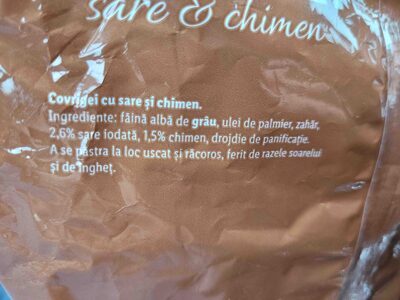 sare & chimen
Covrigei cu sare și chimen.
Ingrediente: făină albă de grâu, ulei de palmier, zahăr,
2,6% sare iodată, 1,5% chimen, drojdie de panificație.
A se păstra la loc uscat și răcoros, ferit de razele soarelui
și de îngheț.